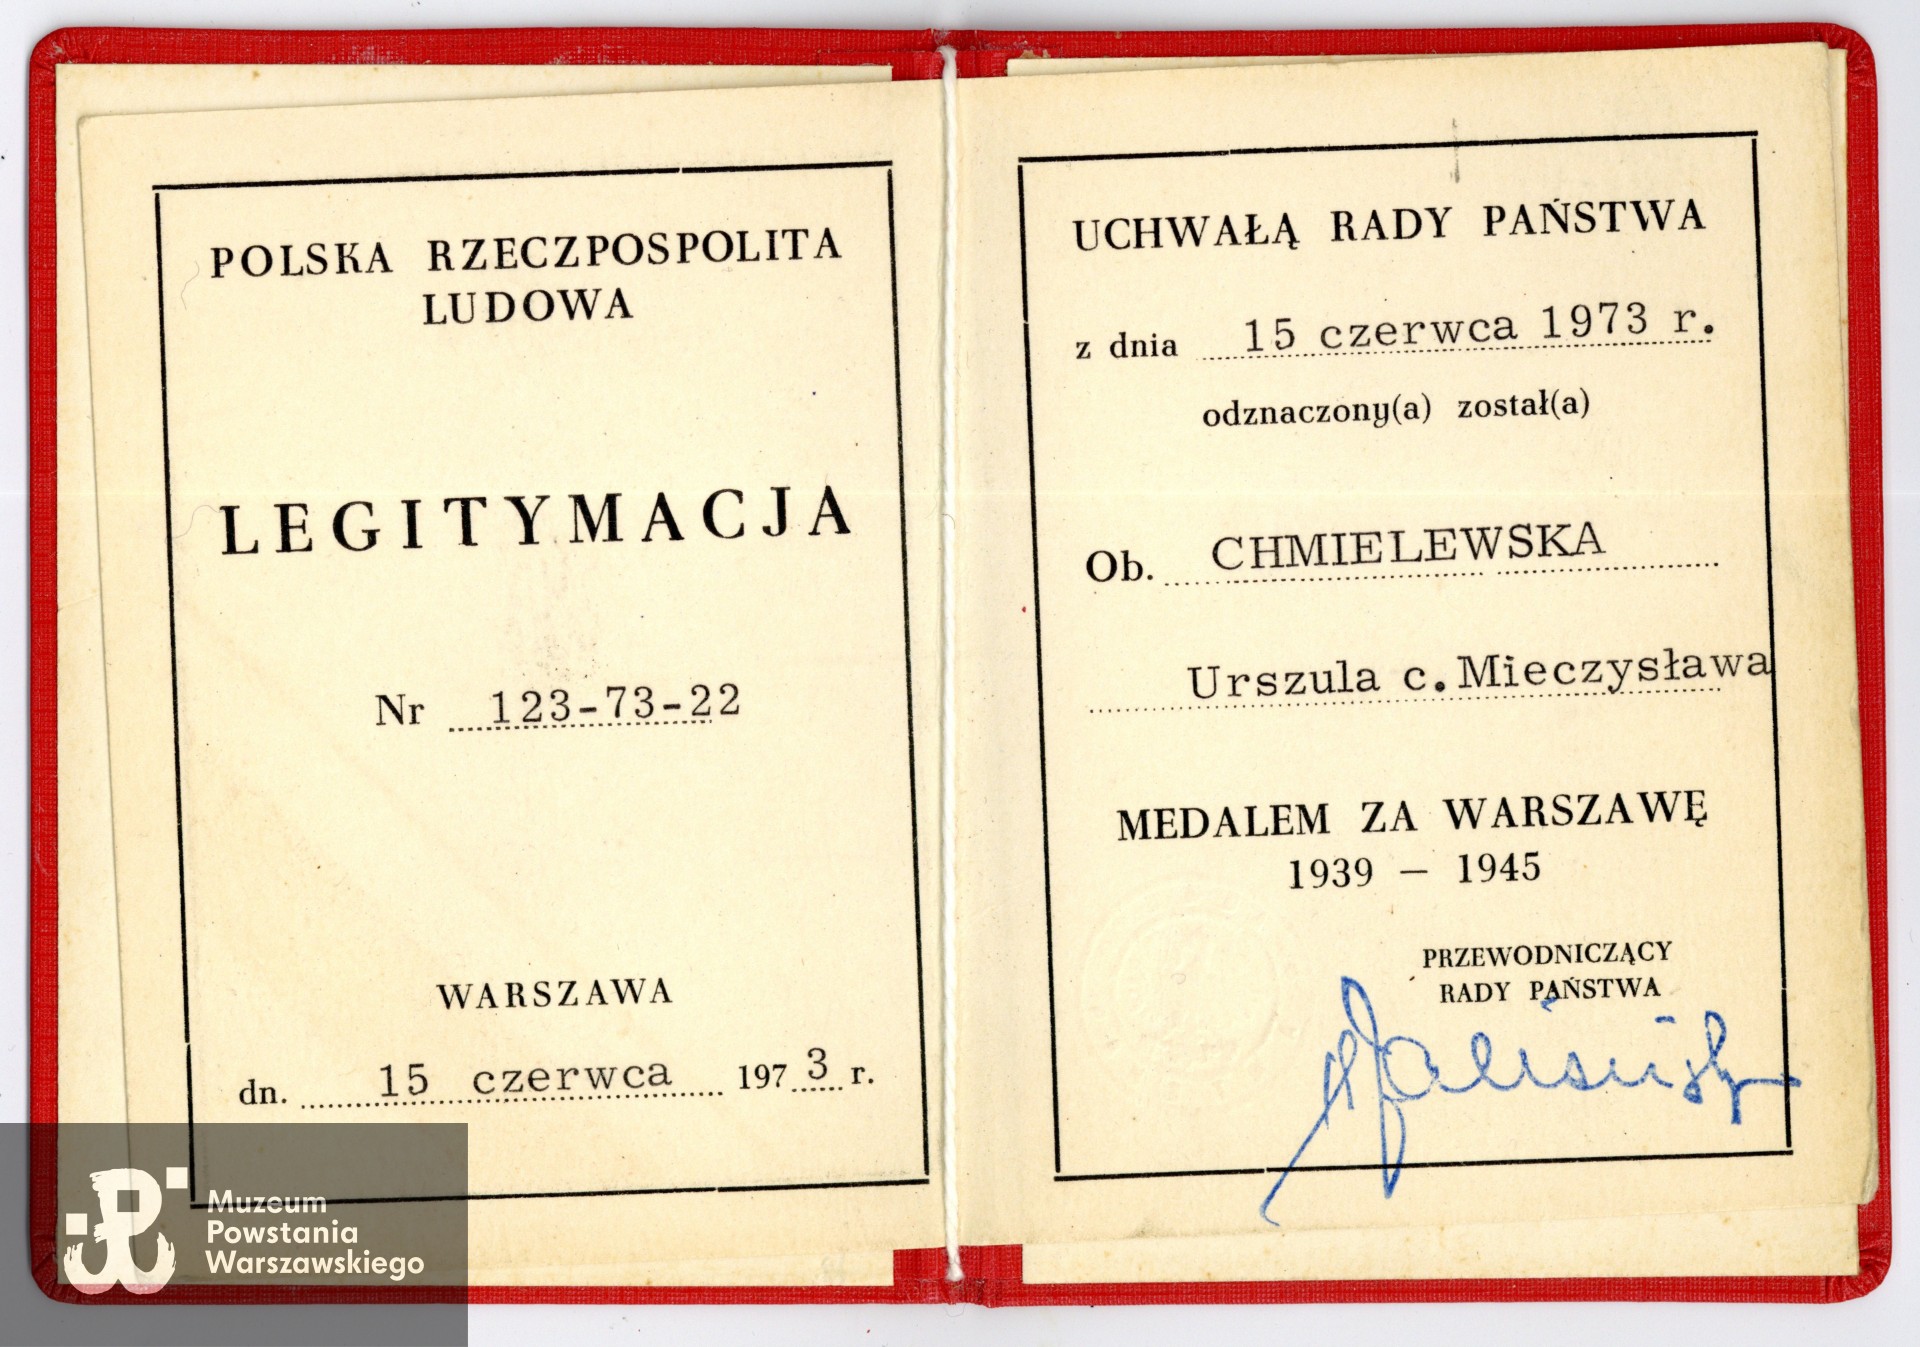 POLSKA RZECZPOSPOLITA
LUDOWA
LEGITYMACJA
Nr 123-73-22
WARSZAWA
dn. 15 czerwca 1973 r.
UCHWAŁĄ RADY PAŃSTWA
z dnia 15 czerwca 1973 r.
odznaczony(a) został(a)
Ob. CHMIELEWSKA
Urszula c.Mieczysława
MEDALEM ZA WARSZAWĘ
1939 — 1945
PRZEWODNICZĄCY
RADY PAŃSTWA
Muzeum
Powstania
Warszawskiego